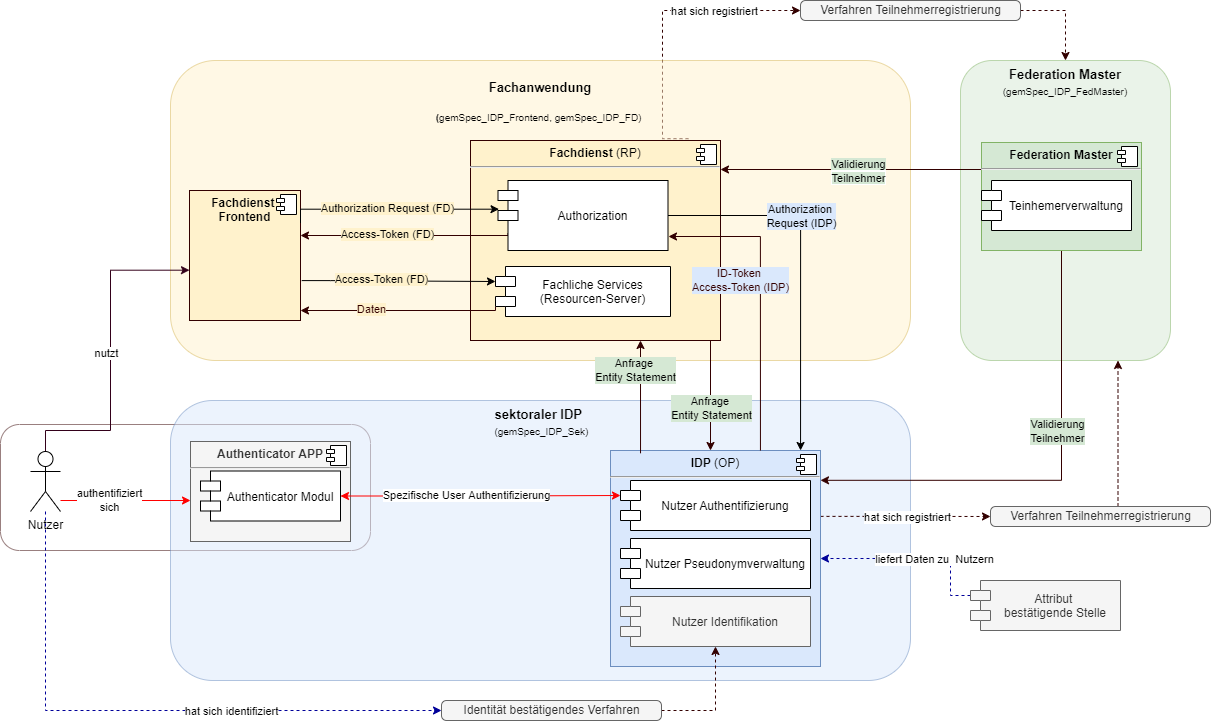 hat sich registriert
Verfahren Teilnehmerregistrierung
Fachanwendung
(gemSpec_IDP_Frontend, gemSpec_IDP_FD)
Federation Master
(gemSpec_IDP_FedMaster)
Fachdienst (RP)
Federation Master
Validierung
Teilnehmer
Teinhemerverwaltung
Fachdienst
Frontend
Authorization Request (FD)
Authorization
Authorization
Request (IDP)
Access-Token (FD)
Access-Token (FD)
Fachliche Services
(Resourcen-Server)
ID-Token
Access-Token (IDP)
Daten
nutzt
Anfrage
Entity Statement
Anfrage
Entity Statement
sektoraler IDP
(gemSpec_IDP_Sek)
Validierung
Teilnehmer
Authenticator APP
IDP (OP)
Nutzer
authentifiziert
sich
Authenticator Modul
Spezifische User Authentifizierung
Nutzer Authentifizierung
hat sich registriert
Verfahren Teilnehmerregistrierung
Nutzer Pseudonymverwaltung
liefert Daten zu Nutzern
Attribut
bestätigende Stelle
Nutzer Identifikation
hat sich identifiziert
Identität bestätigendes Verfahren